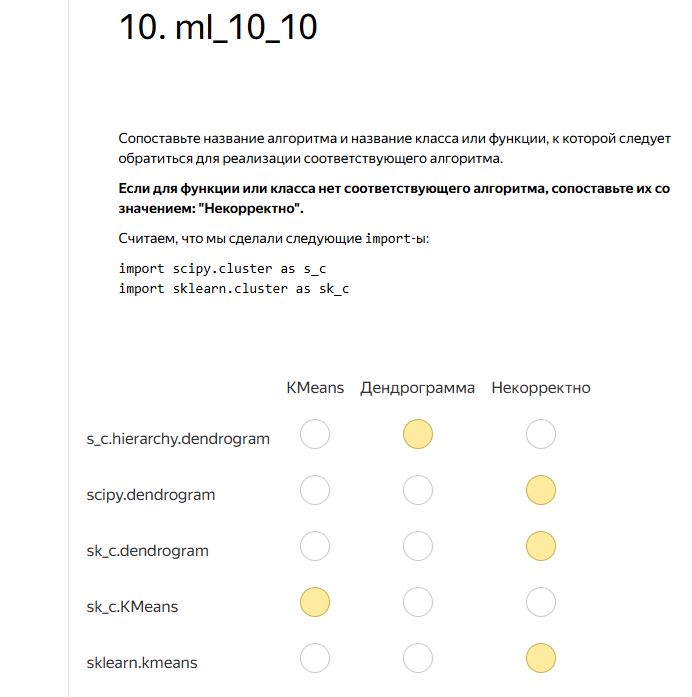 10. ml_10_10
Сопоставьте название алгоритма и название класса или функции, к которой следует
обратиться для реализации соответствующего алгоритма.
Если для функции или класса нет соответствующего алгоритма, сопоставьте их со
значением: "Некорректно".
Считаем, что мы сделали следующие import-ы:
import scipy.cluster as s_c
import sklearn.cluster as sk_c
KMeans Дендрограмма Некорректно
s_c.hierarchy.dendrogram
scipy.dendrogram
sk_c.dendrogram
sk_c.KMeans
sklearn.kmeans